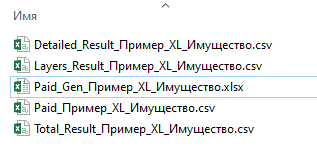 Имя
Detailed_Result_Пример_XL_Имущество.csv
Layers_Result_Пример_XL_Имущество.csv
Paid_Gen_Пример_XL_Имущество.xlsx
Paid_Пример_XL_Имущество.csv
Total_Result_Пример_XL_Имущество.csv